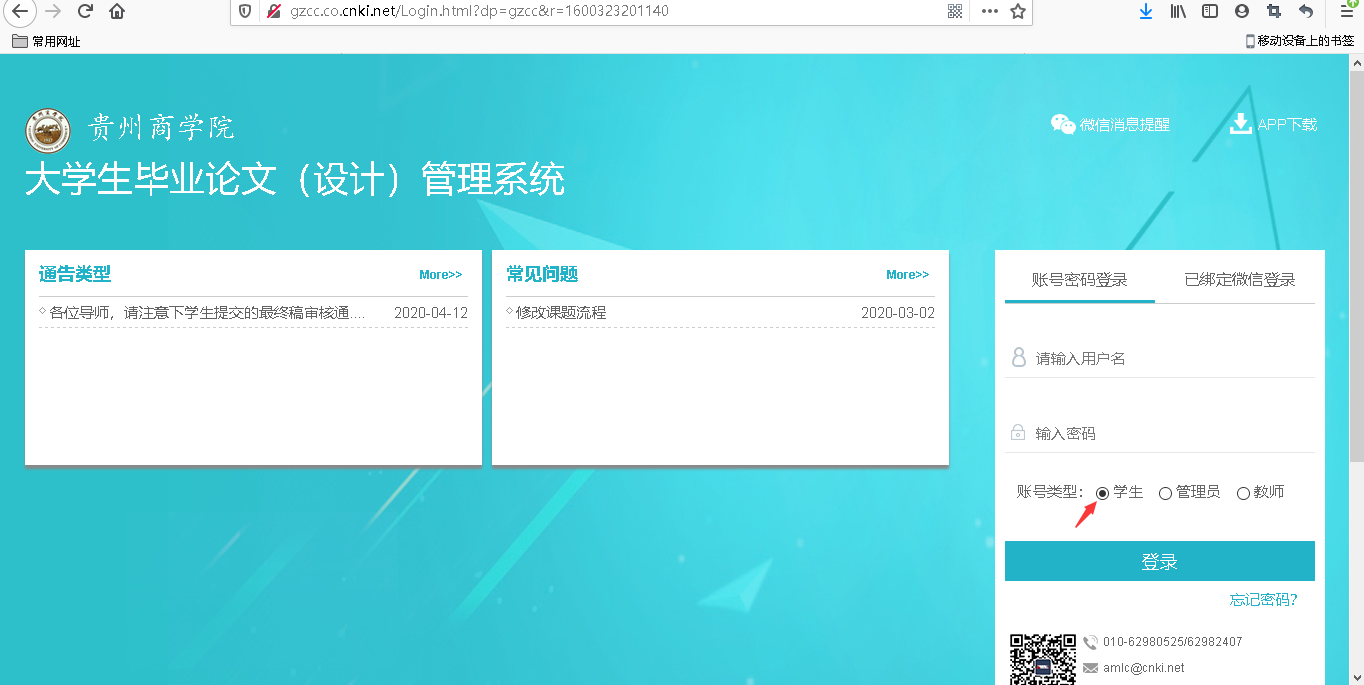 gzcc.co.cnki.net/Login.html?dp=gzcc&r=1600323201140
常用网址
移动设备上的书签
贵州商学院
微信消息提醒
APP下载
大学生毕业论文（设计）管理系统
通告类型
More>>
各位导师，请注意下学生提交的最终稿审核通....
2020-04-12
常见问题
More>>
修改课题流程
2020-03-02
账号密码登录
已绑定微信登录
请输入用户名
输入密码
账号类型：
学生
管理员
教师
登录
忘记密码?
010-62980525/62982407
amlc@cnki.net